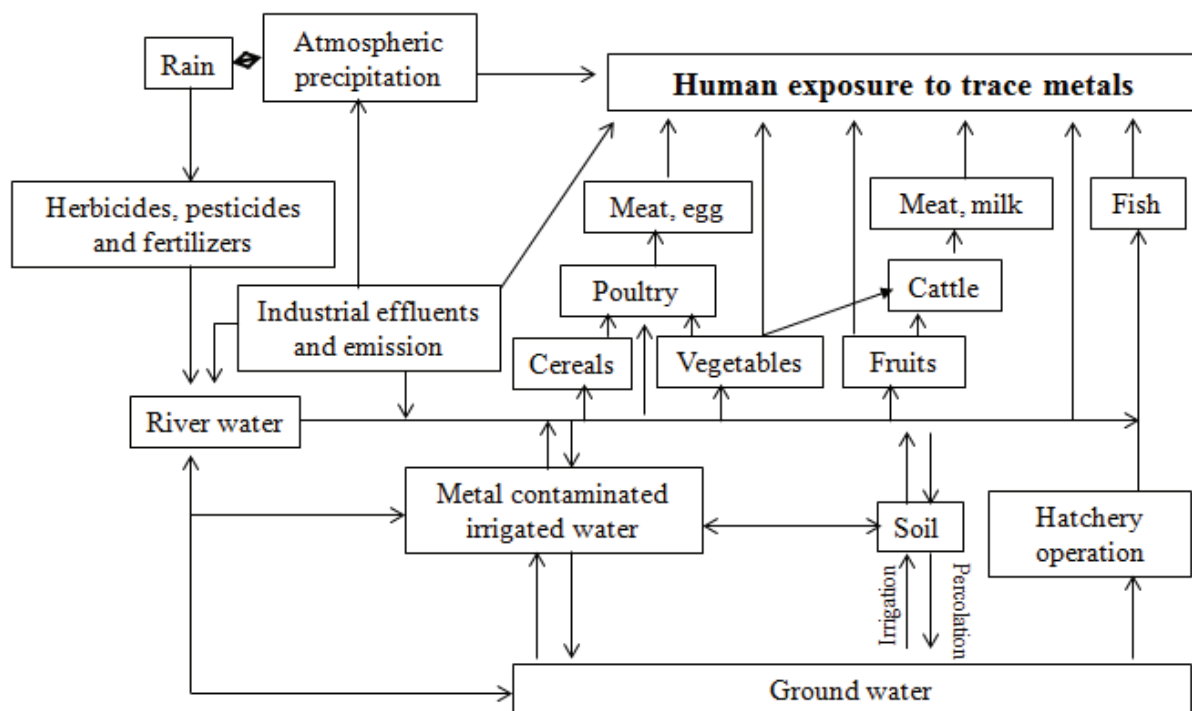 Rain
Atmospheric
precipitation
Human exposure to trace metals
Herbicides, pesticides
and fertilizers
Meat, egg
Meat, milk
Fish
Industrial effluents
and emission
Poultry
Cattle
Cereals
Vegetables
Fruits
River water
Metal contaminated
irrigated water
Soil
Hatchery
operation
Irrigation
Percolation
Ground water